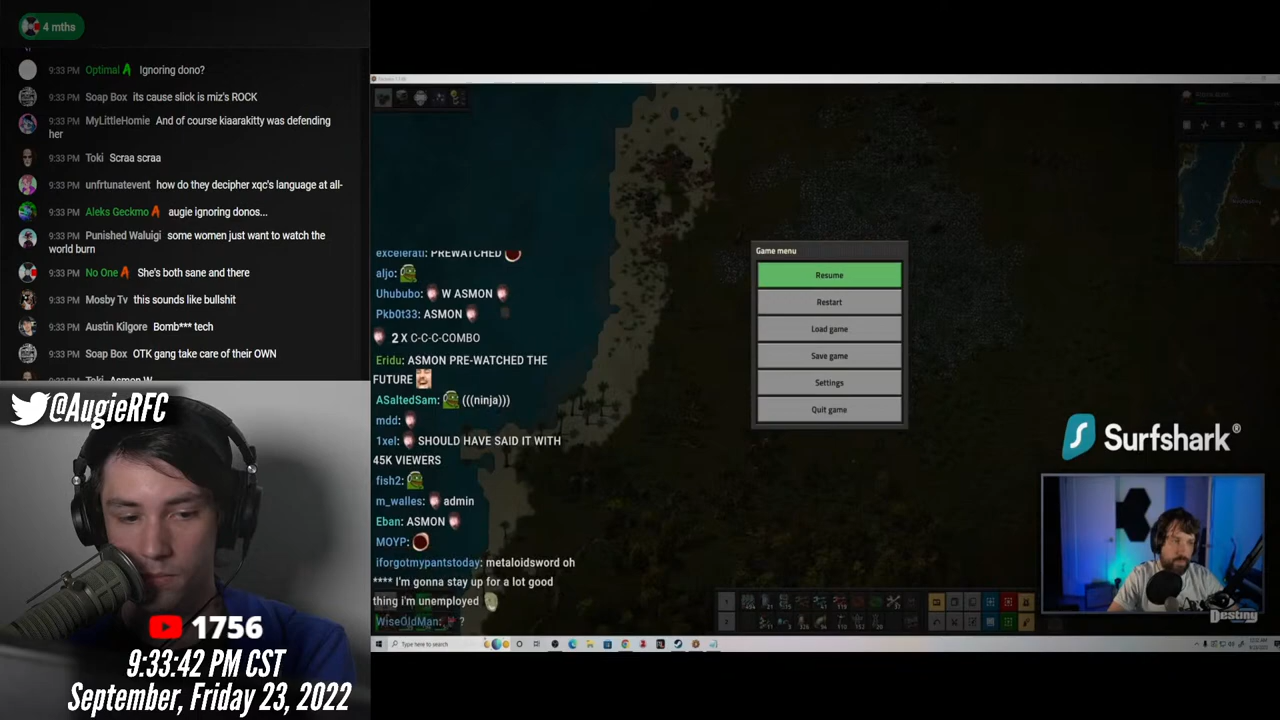 4 mths
9:33 PM Optimal Ignoring dono?
9:33 PM Soap Box its cause slick is miz's ROCK
9:33 PM MyLittleHomie And of course kiaarakitty was defending
her
9:33 PM Toki Scraa scraa
9:33 PM unfrtunatevent how do they decipher xqc's language at all-
9:33 PM Aleks Geckmo augie ignoring donos...
9:33 PM Punished Waluigi some women just want to watch the
world burn
9:33 PM No One She's both sane and there
9:33 PM Mosby Tv this sounds like bullshit
9:33 PM Austin Kilgore Bomb*** tech
9:33 PM Soap Box OTK gang take care of their OWN
Toki Asmon W
@AugieRFC
1756
9:33:42 PM CST
September, Friday 23, 2022
excelerati: PREWATCHED
aljo:
Uhububo: W ASMON
Pkb0t33: ASMON
2 X C-C-C-COMBO
Eridu: ASMON PRE-WATCHED THE
FUTURE
ASaltedSam: (((ninja)))
mdd:
1xel: SHOULD HAVE SAID IT WITH
45K VIEWERS
fish2:
m_walles: admin
Eban: ASMON
MOYP:
iforgotmypantstoday: metaloidsword oh
**** I'm gonna stay up for a lot good
thing i'm unemployed
WiseOldMan: ?
Game menu
Resume
Restart
Load game
Save game
Settings
Quit game
Surfshark®
Destiny
Type here to search